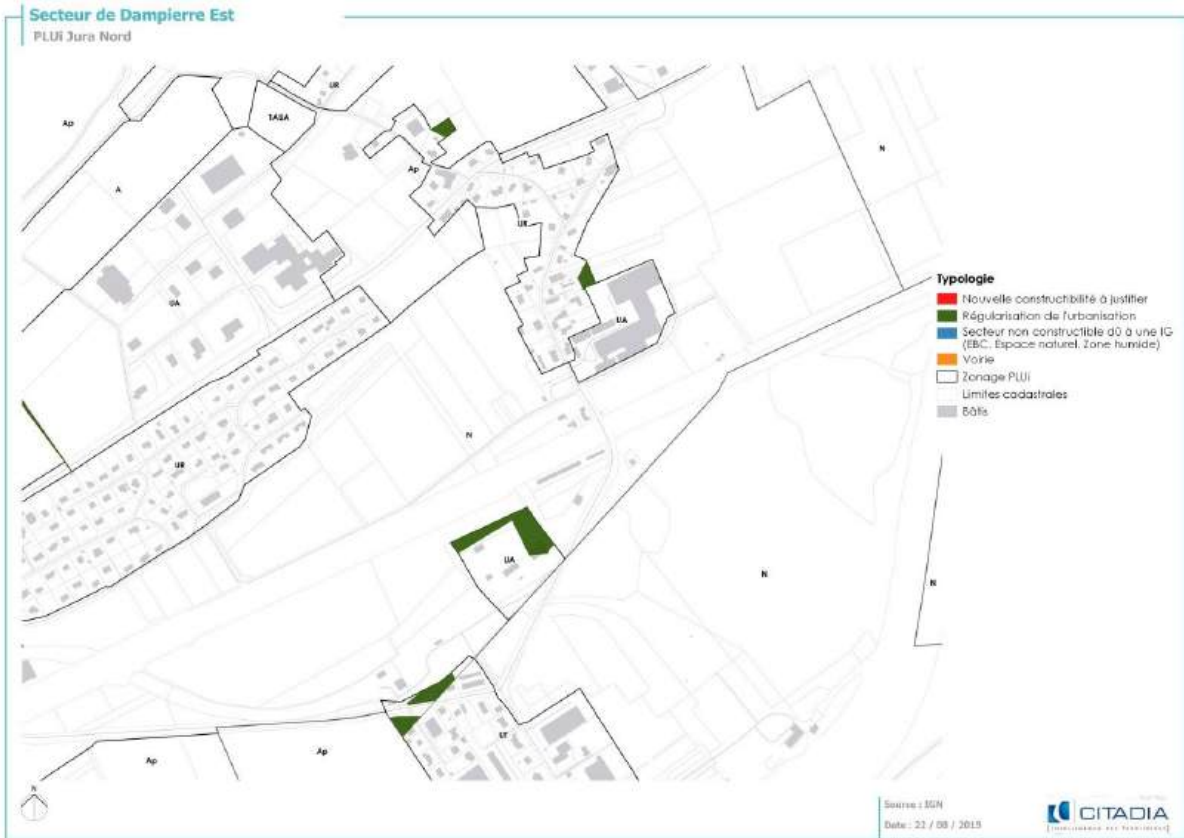 Secteur de Dampierre Est
PLUi Jura Nord
UR
Ap
1AUA
N
A
Ap
UR
UA
UA
Typologie
Nouvelle constructibilité à justifier
Régularisation de l'urbanisation
Secteur non constructible dû à une IG
(EBC, Espace naturel, Zone humide)
Voirie
Zonage PLUi
Limites cadastrales
Bâtis
N
UR
UA
N
N
UY
Ap
Ap
N
Source : IGN
Date : 22 / 08 / 2019
CITADIA